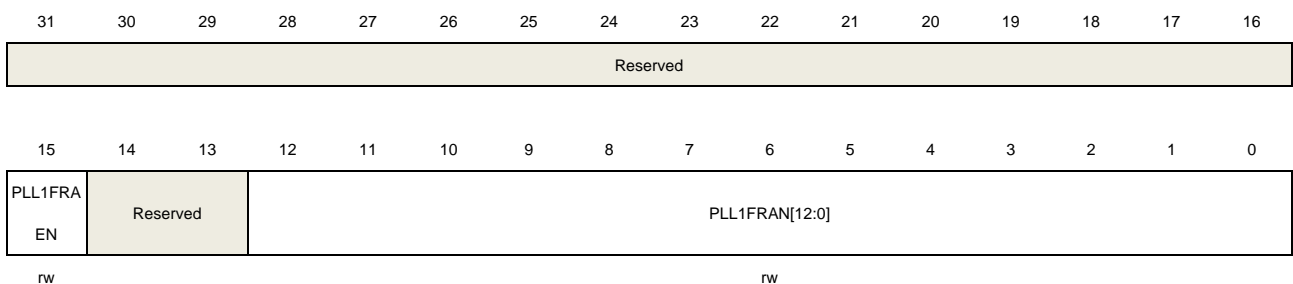 31 30 29 28 27 26 25 24 23 22 21 20 19 18 17 16
Reserved
15 14 13 12 11 10 9 8 7 6 5 4 3 2 1 0
PLL1FRA
EN
Reserved
PLL1FRAN[12:0]
rw rw